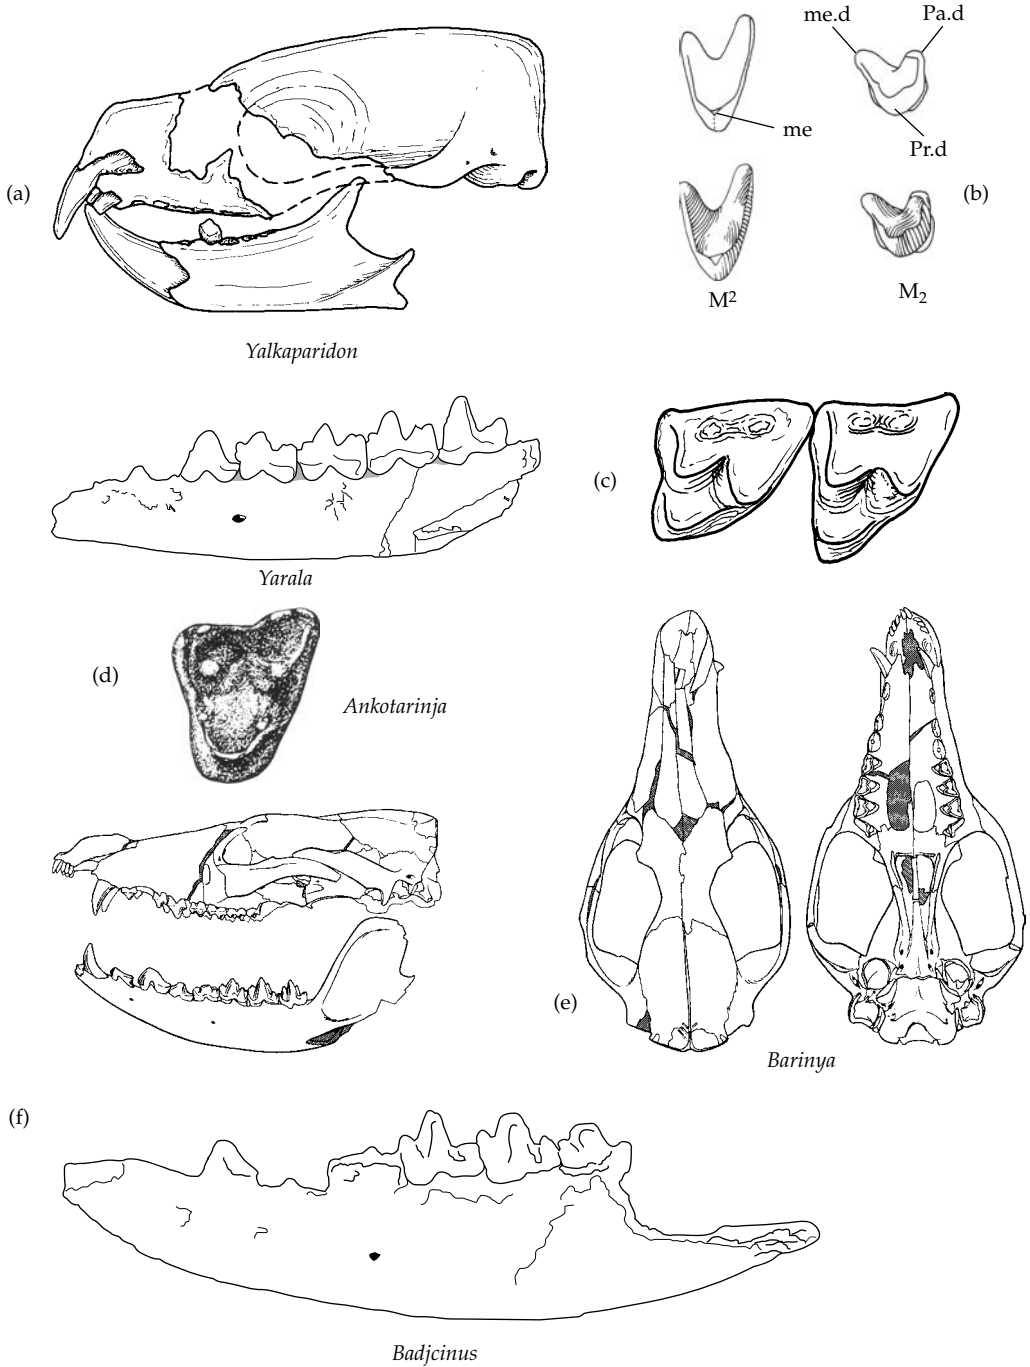 me.d
Pa.d
me
Pr.d
(a)
(b)
M²
M₂
Yalkaparidon
(c)
Yarala
(d)
Ankotarinja
(e)
Barinya
(f)
Badjcinus